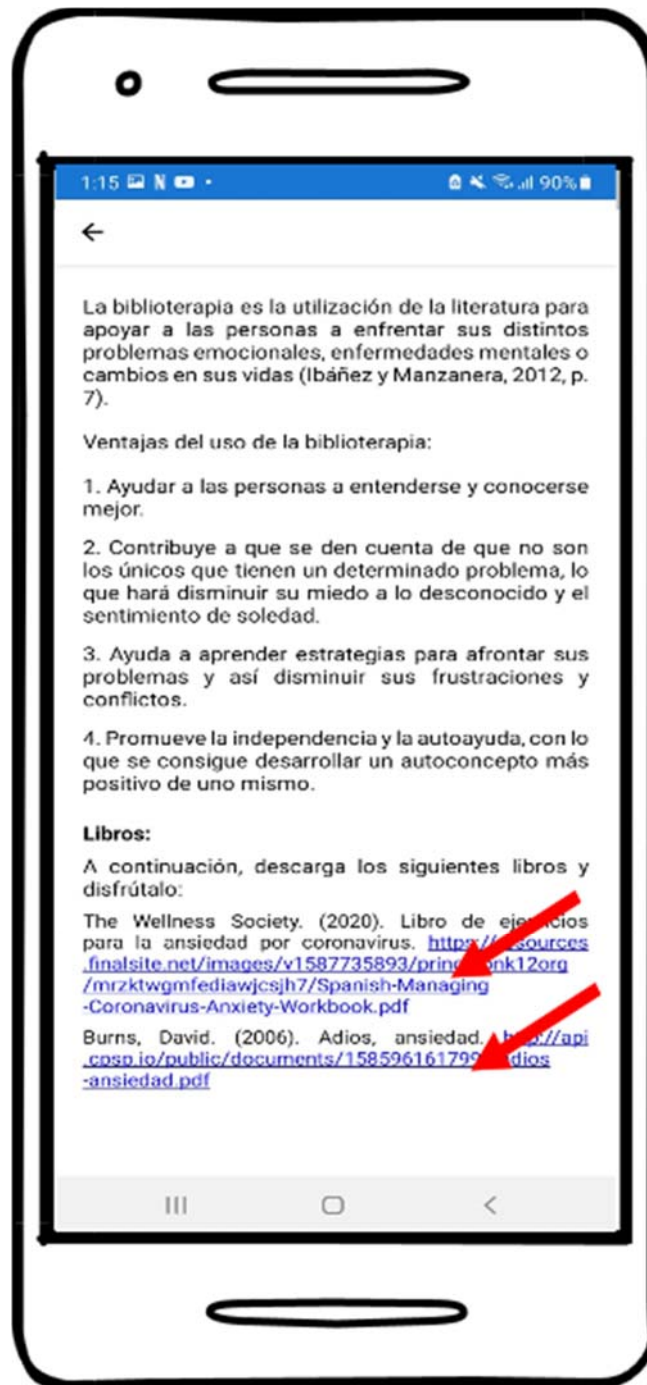 1:15 N 90%
La biblioterapia es la utilización de la literatura para
apoyar a las personas a enfrentar sus distintos
problemas emocionales, enfermedades mentales o
cambios en sus vidas (Ibáñez y Manzanera, 2012, p.
7).
Ventajas del uso de la biblioterapia:
1. Ayudar a las personas a entenderse y conocerse
mejor.
2. Contribuye a que se den cuenta de que no son
los únicos que tienen un determinado problema, lo
que hará disminuir su miedo a lo desconocido y el
sentimiento de soledad.
3. Ayuda a aprender estrategias para afrontar sus
problemas y así disminuir sus frustraciones y
conflictos.
4. Promueve la independencia y la autoayuda, con lo
que se consigue desarrollar un autoconcepto más
positivo de uno mismo.
Libros:
A continuación, descarga los siguientes libros y
disfrútalo:
The Wellness Society. (2020). Libro de
para la ansiedad por coronavirus.
.finalsite.net/images/v1587735893/
/mrzktwgmfediawjcsjh7/Spanish-Managing
-Coronavirus-Anxiety-Workbook.pdf
Burns, David. (2006). Adios, ansiedad.
.cpsp.io/public/documents/
-ansiedad.pdf